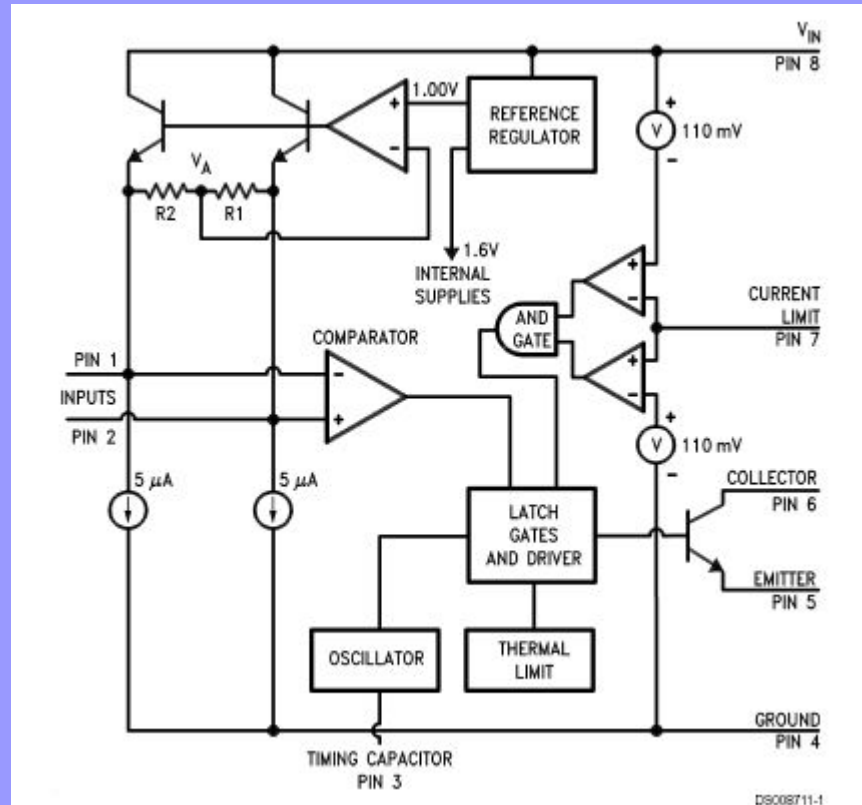 V_IN
PIN 8
1.00V
+
-
REFERENCE
REGULATOR
+
V
110 mV
-
V_A
R2
R1
1.6V
INTERNAL
SUPPLIES
+
-
AND
GATE
CURRENT
LIMIT
PIN 7
+
-
COMPARATOR
PIN 1
-
INPUTS
+
PIN 2
+
V
110 mV
-
5 μA
5 μA
COLLECTOR
PIN 6
LATCH
GATES
AND DRIVER
EMITTER
PIN 5
OSCILLATOR
THERMAL
LIMIT
GROUND
PIN 4
TIMING CAPACITOR
PIN 3
DS008711-1